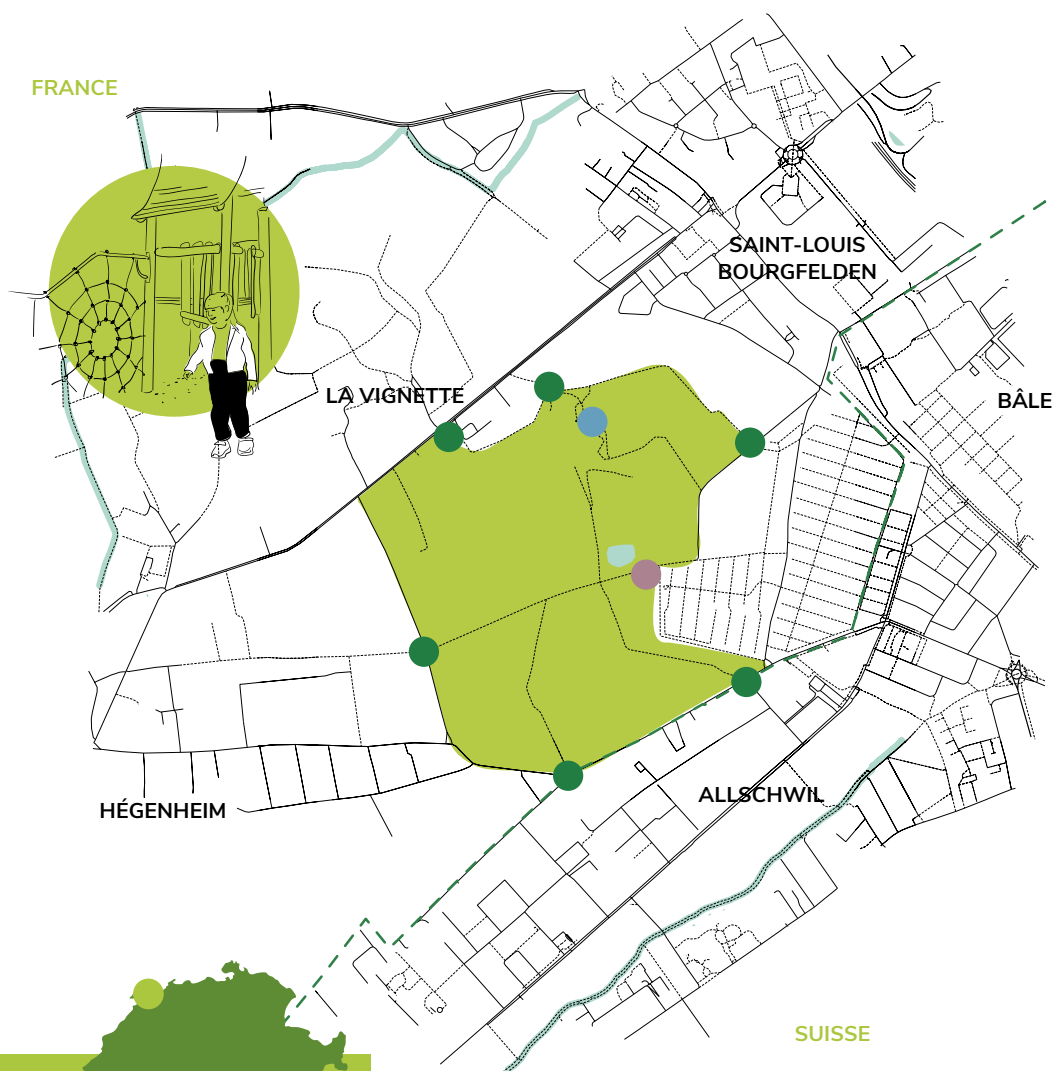 FRANCE
SAINT-LOUIS
BOURGFELDEN
LA VIGNETTE
BÂLE
HÉGENHEIM
ALLSCHWIL
SUISSE